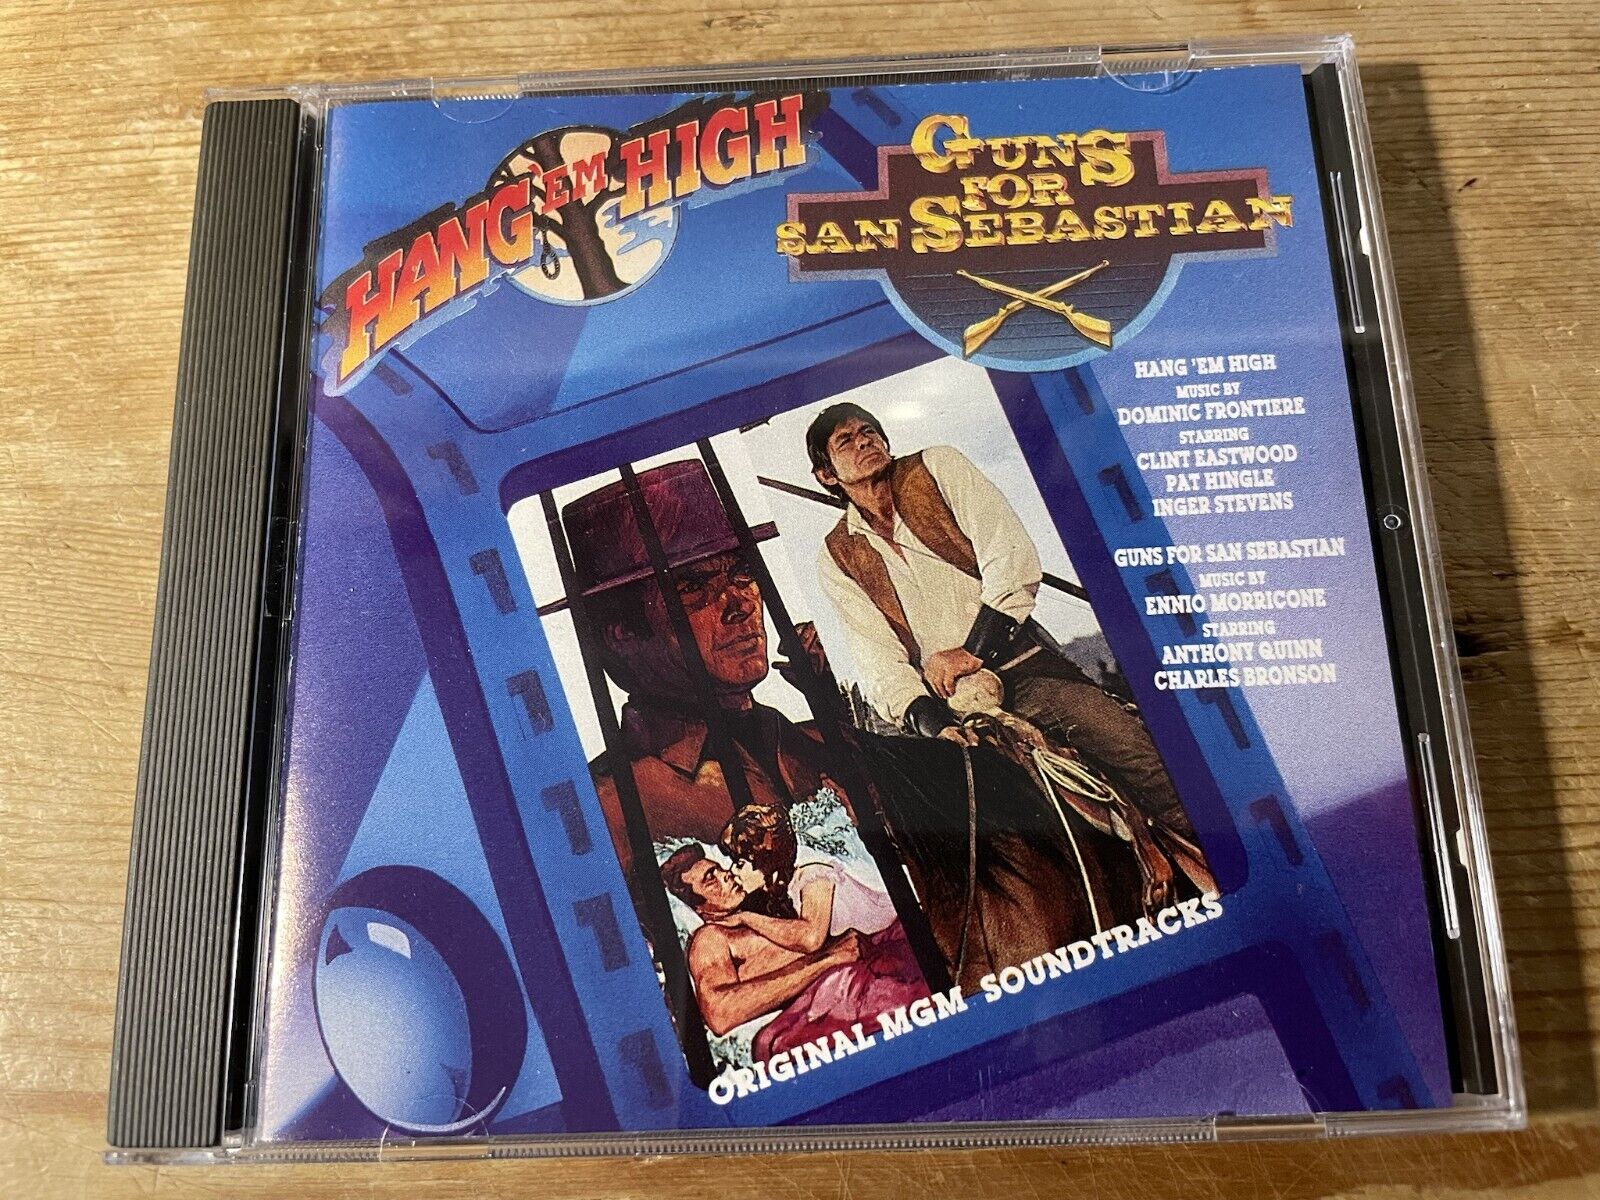 HANG 'EM HIGH
GUNS
FOR
SAN SEBASTIAN
HANG 'EM HIGH
MUSIC BY
DOMINIC FRONTIERE
STARRING
CLINT EASTWOOD
PAT HINGLE
INGER STEVENS
GUNS FOR SAN SEBASTIAN
MUSIC BY
ENNIO MORRICONE
STARRING
ANTHONY QUINN
CHARLES BRONSON
ORIGINAL MGM SOUNDTRACKS